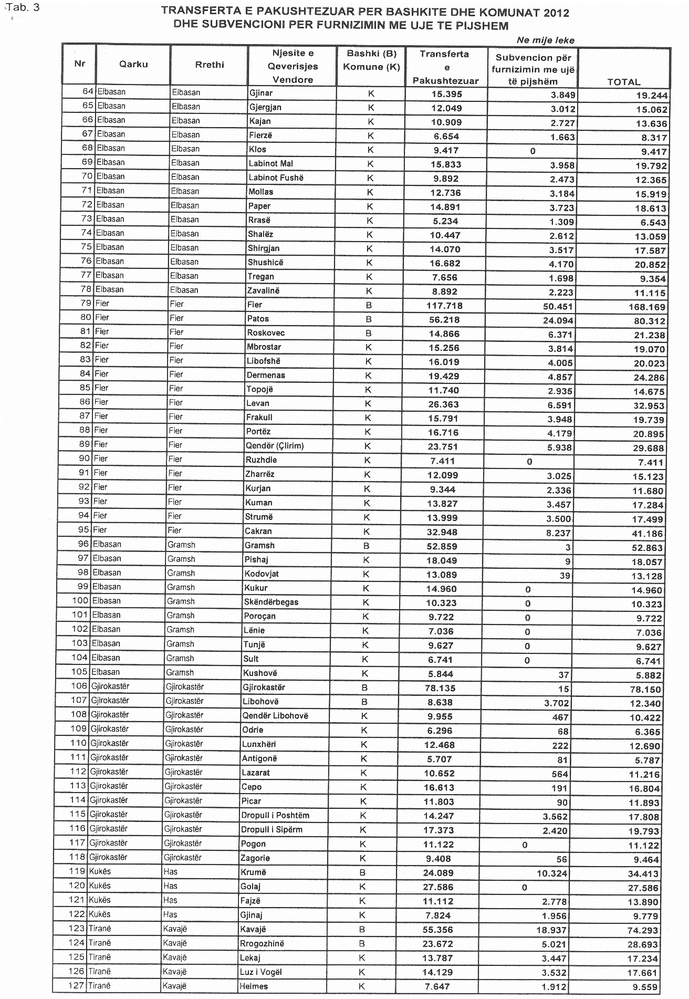 Tab. 3
TRANSFERTA E PAKUSHTEZUAR PER BASHKITE DHE KOMUNAT 2012
DHE SUBVENCIONI PER FURNIZIMIN ME UJE TE PIJSHEM
Ne mije leke
Nr Qarku Rrethi Njesite e Qeverisjes Vendore Bashki (B) Komune (K) Transferta e Pakushtezuar Subvencion për furnizimin me ujë të pijshëm TOTAL
64 Elbasan Elbasan Gjinar K 15.395 3.849 19.244
65 Elbasan Elbasan Gjergjan K 12.049 3.012 15.062
66 Elbasan Elbasan Kajan K 10.909 2.727 13.636
67 Elbasan Elbasan Fierzë K 6.654 1.663 8.317
68 Elbasan Elbasan Klos K 9.417 0 9.417
69 Elbasan Elbasan Labinot Mal K 15.833 3.958 19.792
70 Elbasan Elbasan Labinot Fushë K 9.892 2.473 12.365
71 Elbasan Elbasan Mollas K 12.736 3.184 15.919
72 Elbasan Elbasan Paper K 14.891 3.723 18.613
73 Elbasan Elbasan Rrasë K 5.234 1.309 6.543
74 Elbasan Elbasan Shalëz K 10.447 2.612 13.059
75 Elbasan Elbasan Shirgjan K 14.070 3.517 17.587
76 Elbasan Elbasan Shushicë K 16.682 4.170 20.852
77 Elbasan Elbasan Tregan K 7.656 1.698 9.354
78 Elbasan Elbasan Zavalinë K 8.892 2.223 11.115
79 Fier Fier Fier B 117.718 50.451 168.169
80 Fier Fier Patos B 56.218 24.094 80.312
81 Fier Fier Roskovec B 14.866 6.371 21.238
82 Fier Fier Mbrostar K 15.256 3.814 19.070
83 Fier Fier Libofshë K 16.019 4.005 20.023
84 Fier Fier Dermenas K 19.429 4.857 24.286
85 Fier Fier Topojë K 11.740 2.935 14.675
86 Fier Fier Levan K 26.363 6.591 32.953
87 Fier Fier Frakull K 15.791 3.948 19.739
88 Fier Fier Portëz K 16.716 4.179 20.895
89 Fier Fier Qendër (Çlirim) K 23.751 5.938 29.688
90 Fier Fier Ruzhdie K 7.411 0 7.411
91 Fier Fier Zharrëz K 12.099 3.025 15.123
92 Fier Fier Kurjan K 9.344 2.336 11.680
93 Fier Fier Kuman K 13.827 3.457 17.284
94 Fier Fier Strumë K 13.999 3.500 17.499
95 Fier Fier Cakran K 32.948 8.237 41.186
96 Elbasan Gramsh Gramsh B 52.859 3 52.863
97 Elbasan Gramsh Pishaj K 18.049 9 18.057
98 Elbasan Gramsh Kodovjat K 13.089 39 13.128
99 Elbasan Gramsh Kukur K 14.960 0 14.960
100 Elbasan Gramsh Skëndërbegas K 10.323 0 10.323
101 Elbasan Gramsh Poroçan K 9.722 0 9.722
102 Elbasan Gramsh Lënie K 7.036 0 7.036
103 Elbasan Gramsh Tunjë K 9.627 0 9.627
104 Elbasan Gramsh Sult K 6.741 0 6.741
105 Elbasan Gramsh Kushovë K 5.844 37 5.882
106 Gjirokastër Gjirokastër Gjirokastër B 78.135 15 78.150
107 Gjirokastër Gjirokastër Libohovë B 8.638 3.702 12.340
108 Gjirokastër Gjirokastër Qendër Libohovë K 9.955 467 10.422
109 Gjirokastër Gjirokastër Odrie K 6.296 68 6.365
110 Gjirokastër Gjirokastër Lunxhëri K 12.468 222 12.690
111 Gjirokastër Gjirokastër Antigonë K 5.707 81 5.787
112 Gjirokastër Gjirokastër Lazarat K 10.652 564 11.216
113 Gjirokastër Gjirokastër Cepo K 16.613 191 16.804
114 Gjirokastër Gjirokastër Picar K 11.803 90 11.893
115 Gjirokastër Gjirokastër Dropull i Poshtëm K 14.247 3.562 17.808
116 Gjirokastër Gjirokastër Dropull i Sipërm K 17.373 2.420 19.793
117 Gjirokastër Gjirokastër Pogon K 11.122 0 11.122
118 Gjirokastër Gjirokastër Zagorie K 9.408 56 9.464
119 Kukës Has Krumë B 24.089 10.324 34.413
120 Kukës Has Golaj K 27.586 0 27.586
121 Kukës Has Fajzë K 11.112 2.778 13.890
122 Kukës Has Gjinaj K 7.824 1.956 9.779
123 Tiranë Kavajë Kavajë B 55.356 18.937 74.293
124 Tiranë Kavajë Rrogozhinë B 23.672 5.021 28.693
125 Tiranë Kavajë Lekaj K 13.787 3.447 17.234
126 Tiranë Kavajë Luz i Vogël K 14.129 3.532 17.661
127 Tiranë Kavajë Helmes K 7.647 1.912 9.559